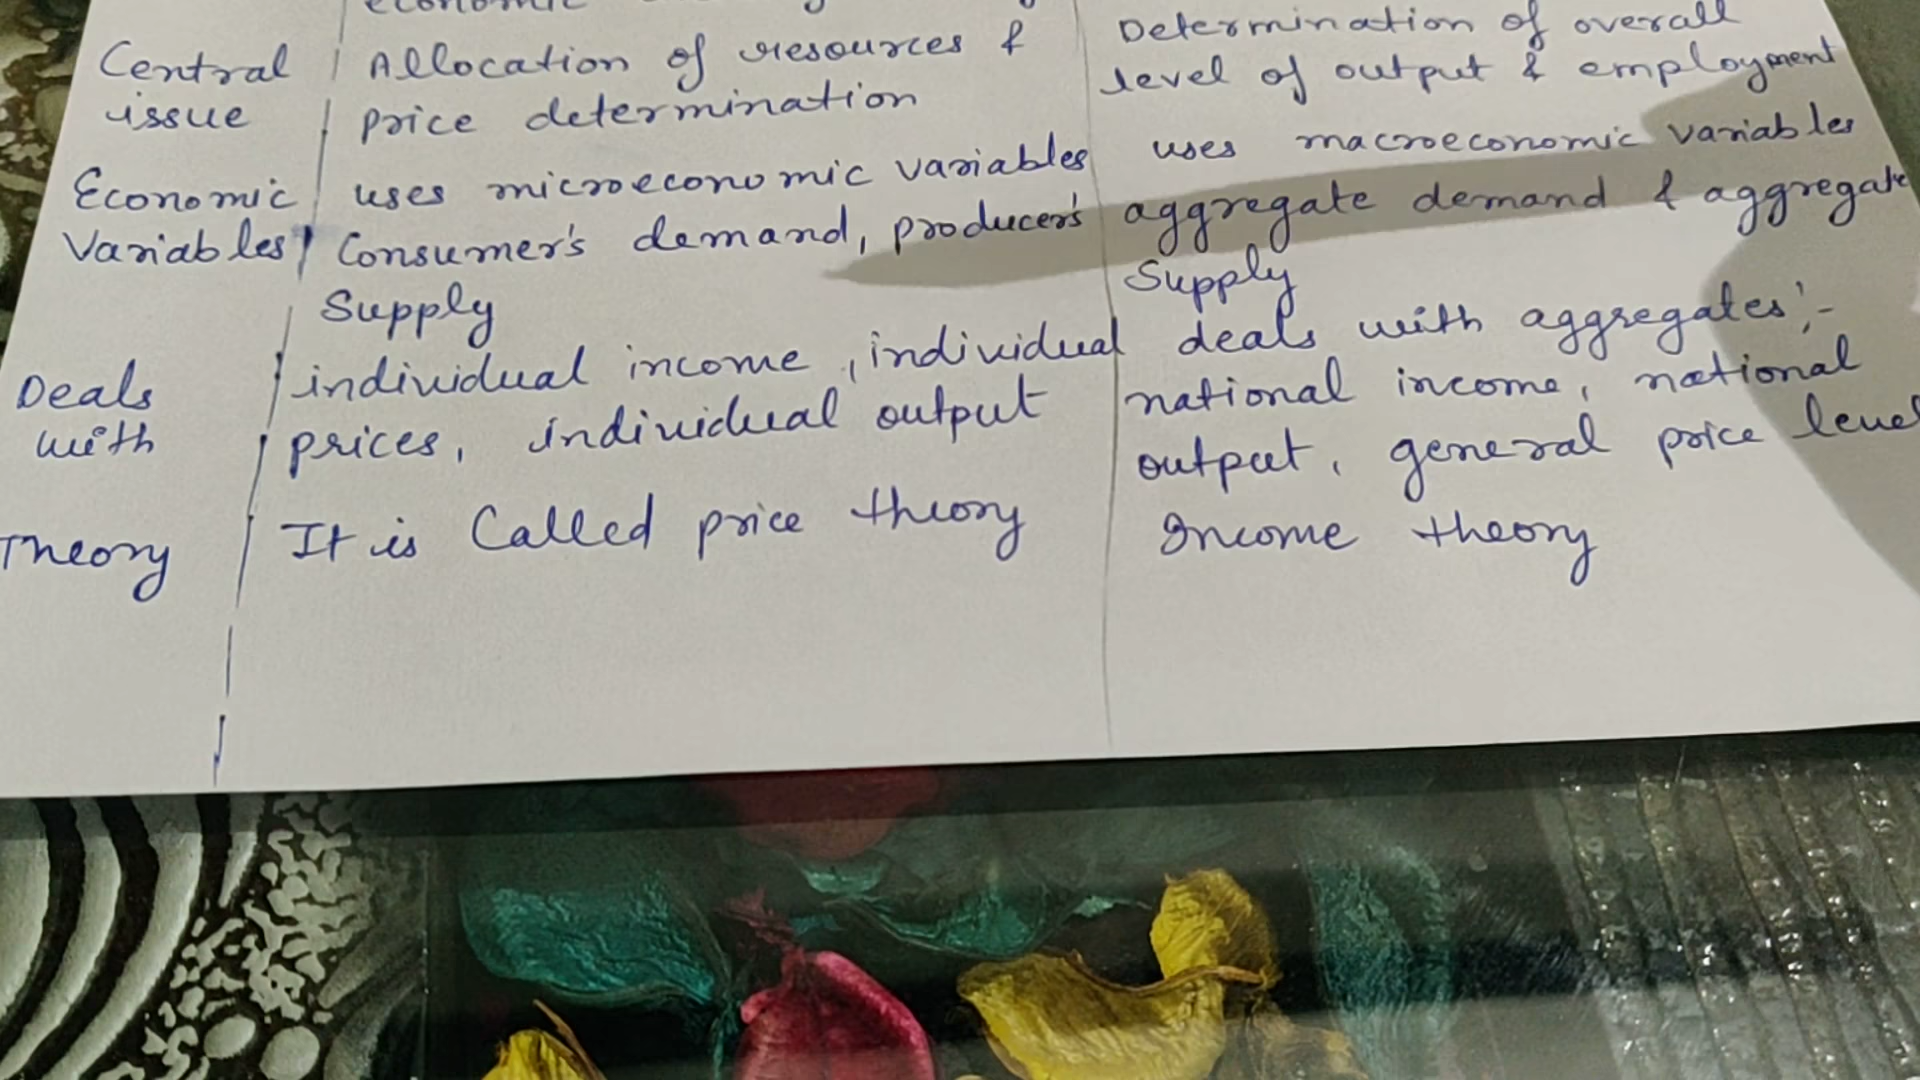 economic
Central issue
Allocation of resources &
price determination
Determination of overall
level of output & employment
Economic
Variables
uses microeconomic variables
Consumer's demand, producer's
Supply
uses macroeconomic variables
aggregate demand & aggregate
Supply
Deals
with
individual income, individual
prices, individual output
deals with aggregates:-
national income, national
output, general price level
Theory
It is Called price theory
Income theory